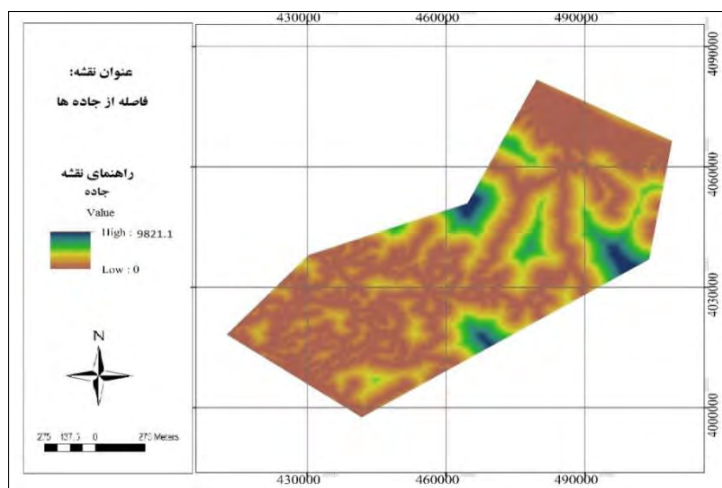 عنوان نقشه:
فاصله از جاده ها
راهنمای نقشه
جاده
Value
High : 9821.1
Low : 0
N
275 137.5 0 275 Meters
430000 460000 490000
4090000
4060000
4030000
4000000
430000 460000 490000